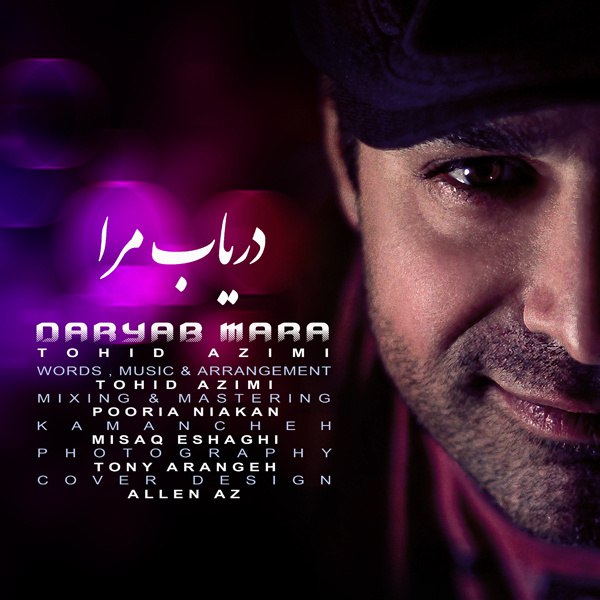 دریاب مرا
DARYAB MARA
TOHID AZIMI
WORDS , MUSIC & ARRANGEMENT
TOHID AZIMI
MIXING & MASTERING
POORIA NIAKAN
KAMANCHEH
MISAQ ESHAGHI
PHOTOGRAPHY
TONY ARANGEH
COVER DESIGN
ALLEN AZ